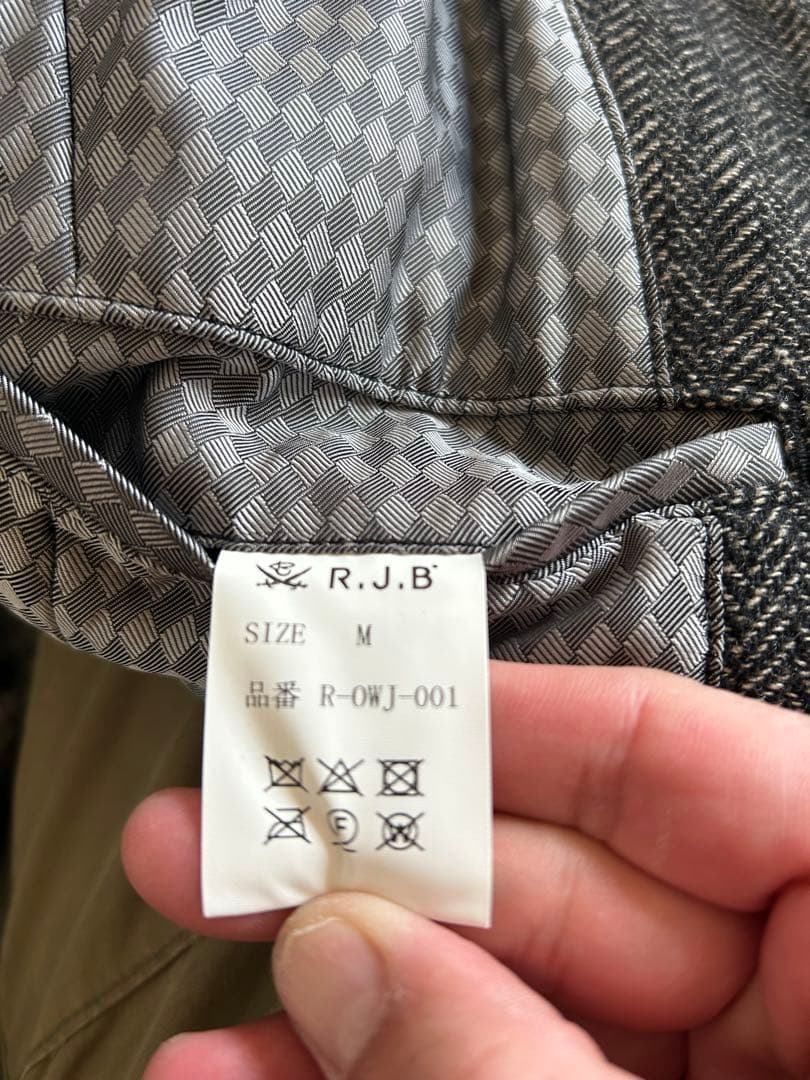 R.J.B
SIZE M
品番 R-OWJ-001
F
W